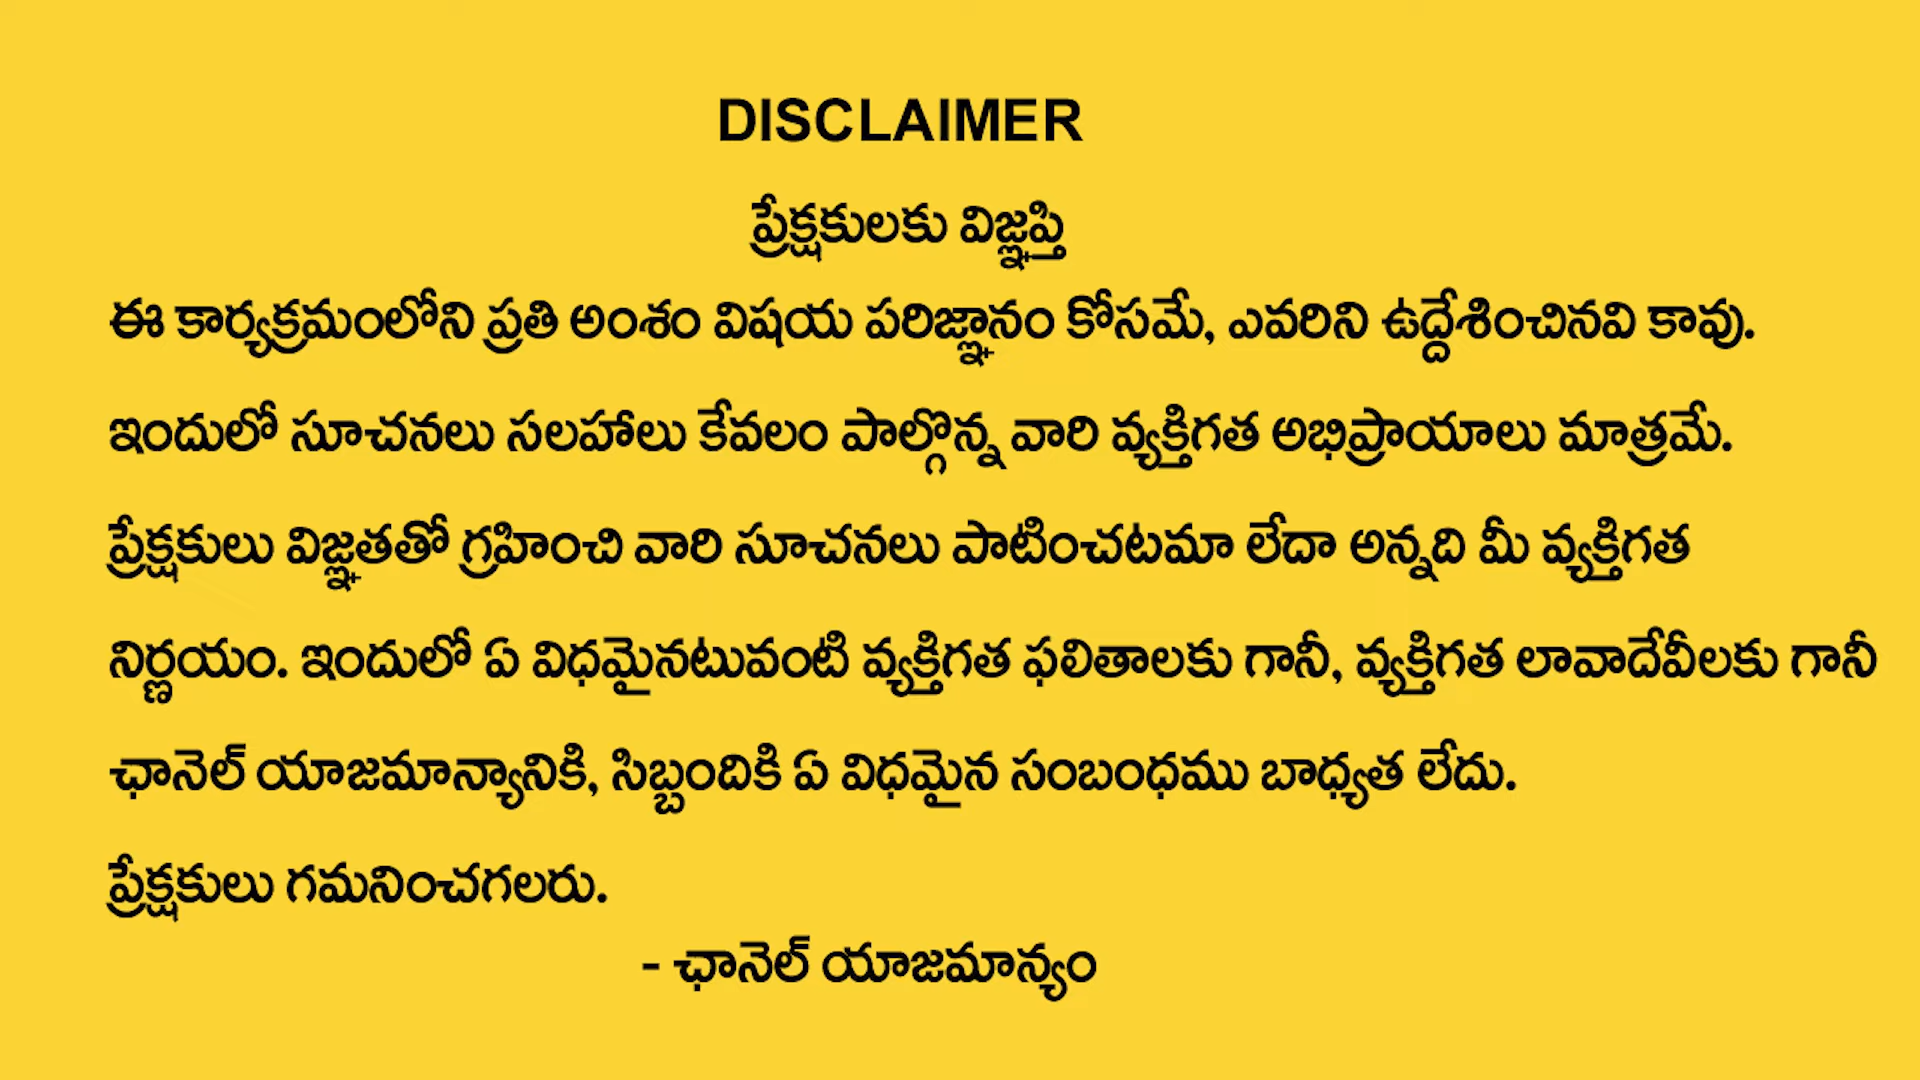 DISCLAIMER
ప్రేక్షకులకు విజ్ఞప్తి
ఈ కార్యక్రమంలోని ప్రతి అంశం విషయ పరిజ్ఞానం కోసమే, ఎవరిని ఉద్దేశించినవి కావు.
ఇందులో సూచనలు సలహాలు కేవలం పాల్గొన్న వారి వ్యక్తిగత అభిప్రాయాలు మాత్రమే.
ప్రేక్షకులు విజ్ఞతతో గ్రహించి వారి సూచనలు పాటించటమా లేదా అన్నది మీ వ్యక్తిగత
నిర్ణయం. ఇందులో ఏ విధమైనటువంటి వ్యక్తిగత ఫలితాలకు గానీ, వ్యక్తిగత లావాదేవీలకు గానీ
ఛానెల్ యాజమాన్యానికి, సిబ్బందికి ఏ విధమైన సంబంధము బాధ్యత లేదు.
ప్రేక్షకులు గమనించగలరు.
- ఛానెల్ యాజమాన్యం